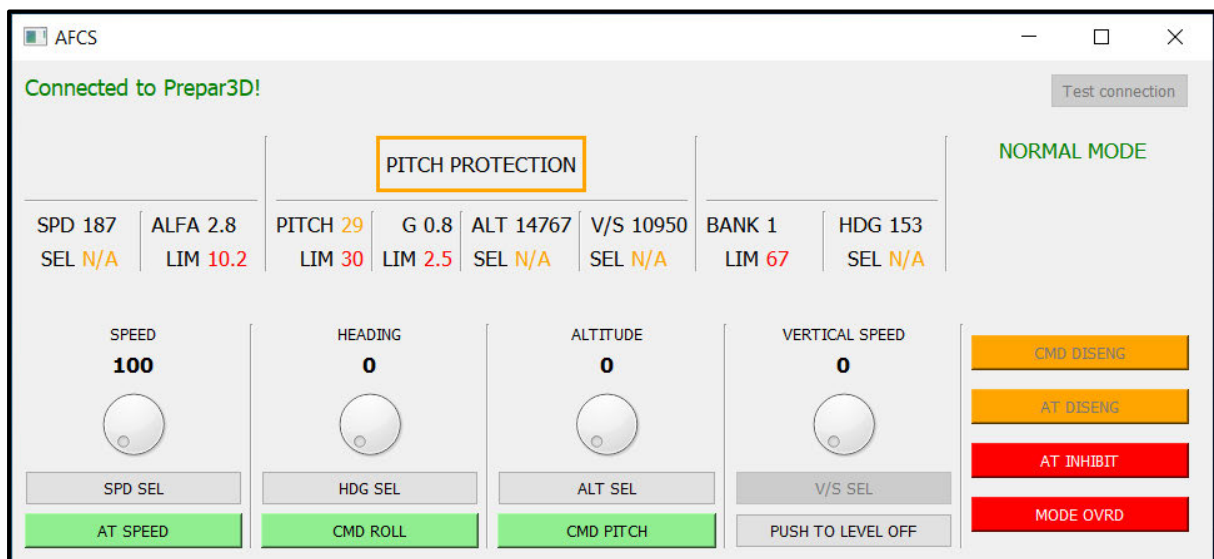 AFCS
Connected to Prepar3D!
Test connection
PITCH PROTECTION
NORMAL MODE
SPD 187 ALFA 2.8 PITCH 29 G 0.8 ALT 14767 V/S 10950 BANK 1 HDG 153
SEL N/A LIM 10.2 LIM 30 LIM 2.5 SEL N/A SEL N/A LIM 67 SEL N/A
SPEED HEADING ALTITUDE VERTICAL SPEED
100 0 0 0
CMD DISENG
AT DISENG
AT INHIBIT
SPD SEL HDG SEL ALT SEL V/S SEL
MODE OVRD
AT SPEED CMD ROLL CMD PITCH PUSH TO LEVEL OFF